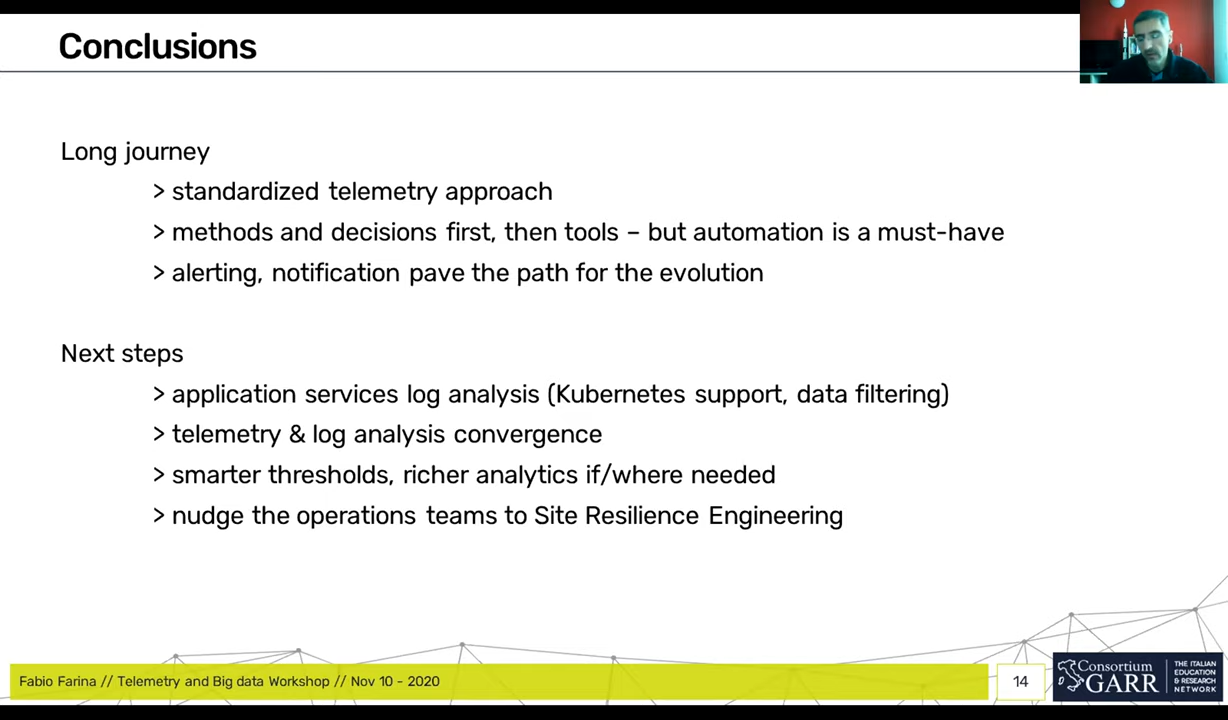 Conclusions
Long journey
> standardized telemetry approach
> methods and decisions first, then tools – but automation is a must-have
> alerting, notification pave the path for the evolution
Next steps
> application services log analysis (Kubernetes support, data filtering)
> telemetry & log analysis convergence
> smarter thresholds, richer analytics if/where needed
> nudge the operations teams to Site Resilience Engineering
Fabio Farina // Telemetry and Big data Workshop // Nov 10 - 2020
14
Consortium
GARR
THE ITALIAN
EDUCATION
& RESEARCH
NETWORK